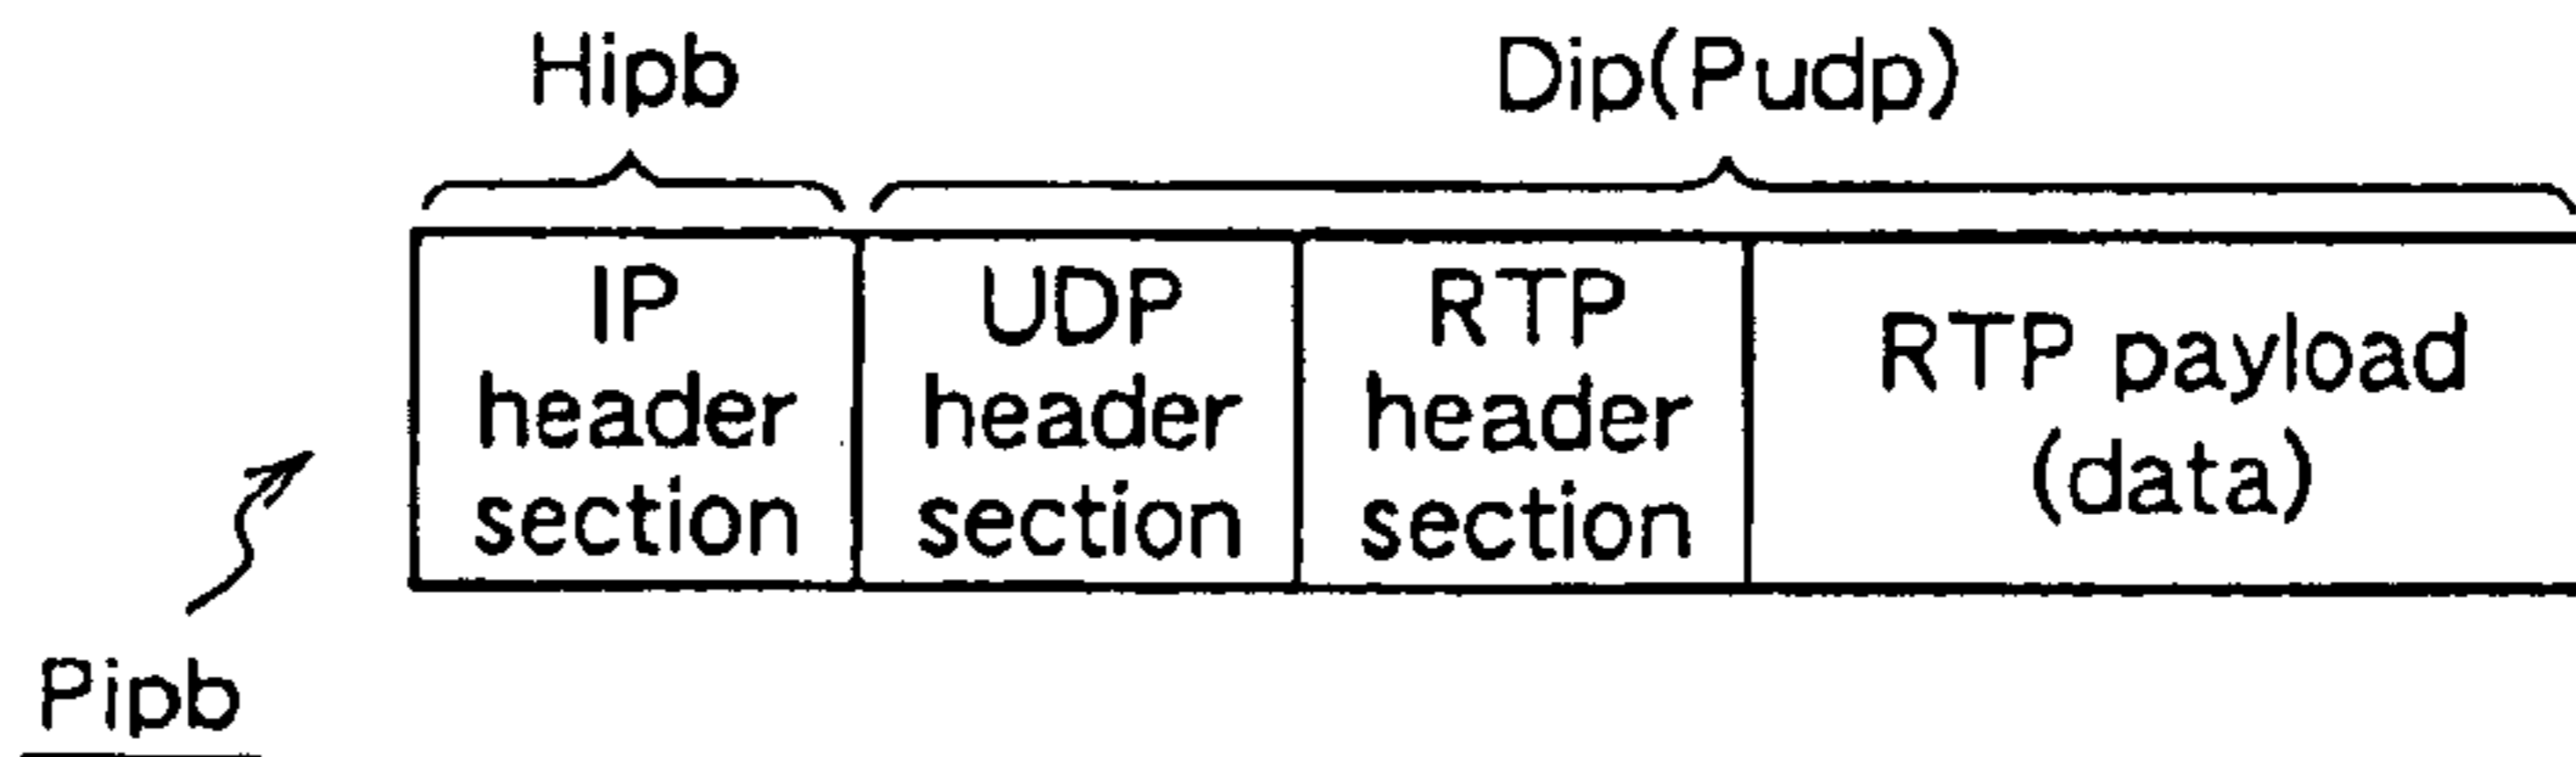 Hipb
Dip(Pudp)
IP
header
section
UDP
header
section
RTP
header
section
RTP payload
(data)
Pipb